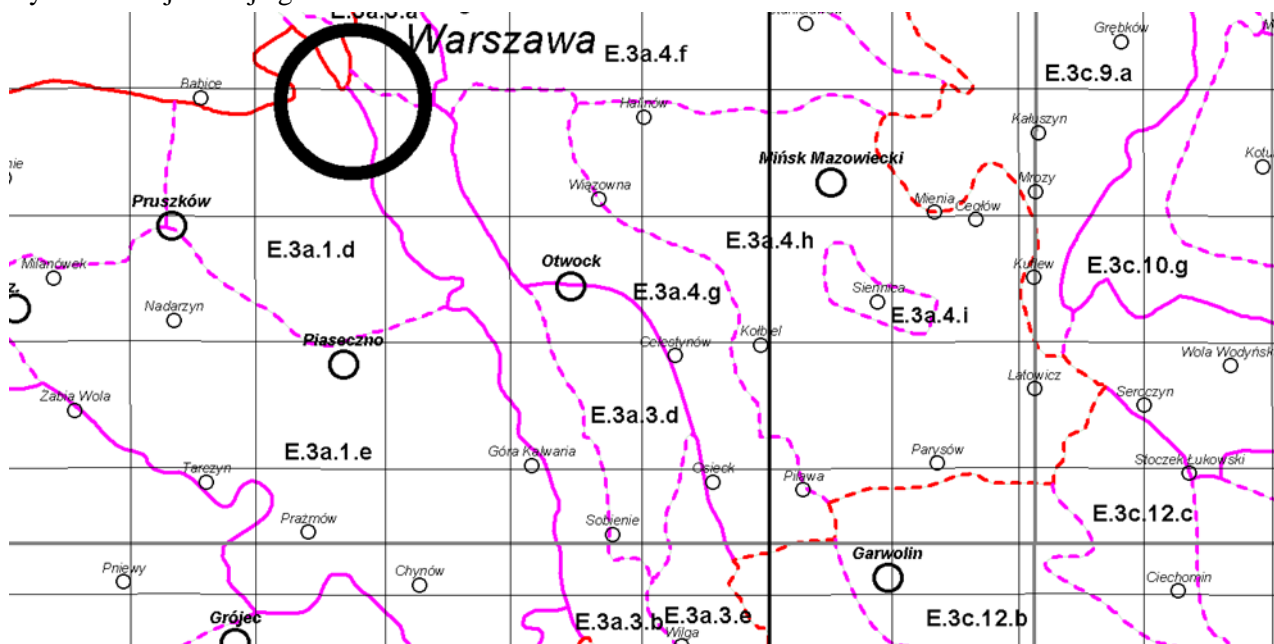 E.3a.3.a
Warszawa
E.3a.4.f
Grębków
E.3c.9.a
Babice
Halinów
Kałuszyn
Mińsk Mazowiecki
Kotu
nie
Wiązowna
Mrozy
Pruszków
Mienia
Cegłów
E.3a.1.d
E.3a.4.h
Otwock
Milanówek
Kuflew
E.3c.10.g
z.
E.3a.4.g
Siennica
E.3a.4.i
Nadarzyn
Piaseczno
Kołbiel
Celestynów
Wola Wodyńsk
Latowicz
Żabia Wola
Seroczyn
E.3a.3.d
E.3a.1.e
Góra Kalwaria
Parysów
Stoczek Łukowski
Tarczyn
Osieck
Pilawa
Prażmów
Sobienie
E.3c.12.c
Garwolin
Pniewy
Chynów
Ciechomin
Grójec
E.3a.3.b
E.3a.3.e
E.3c.12.b
Wilga